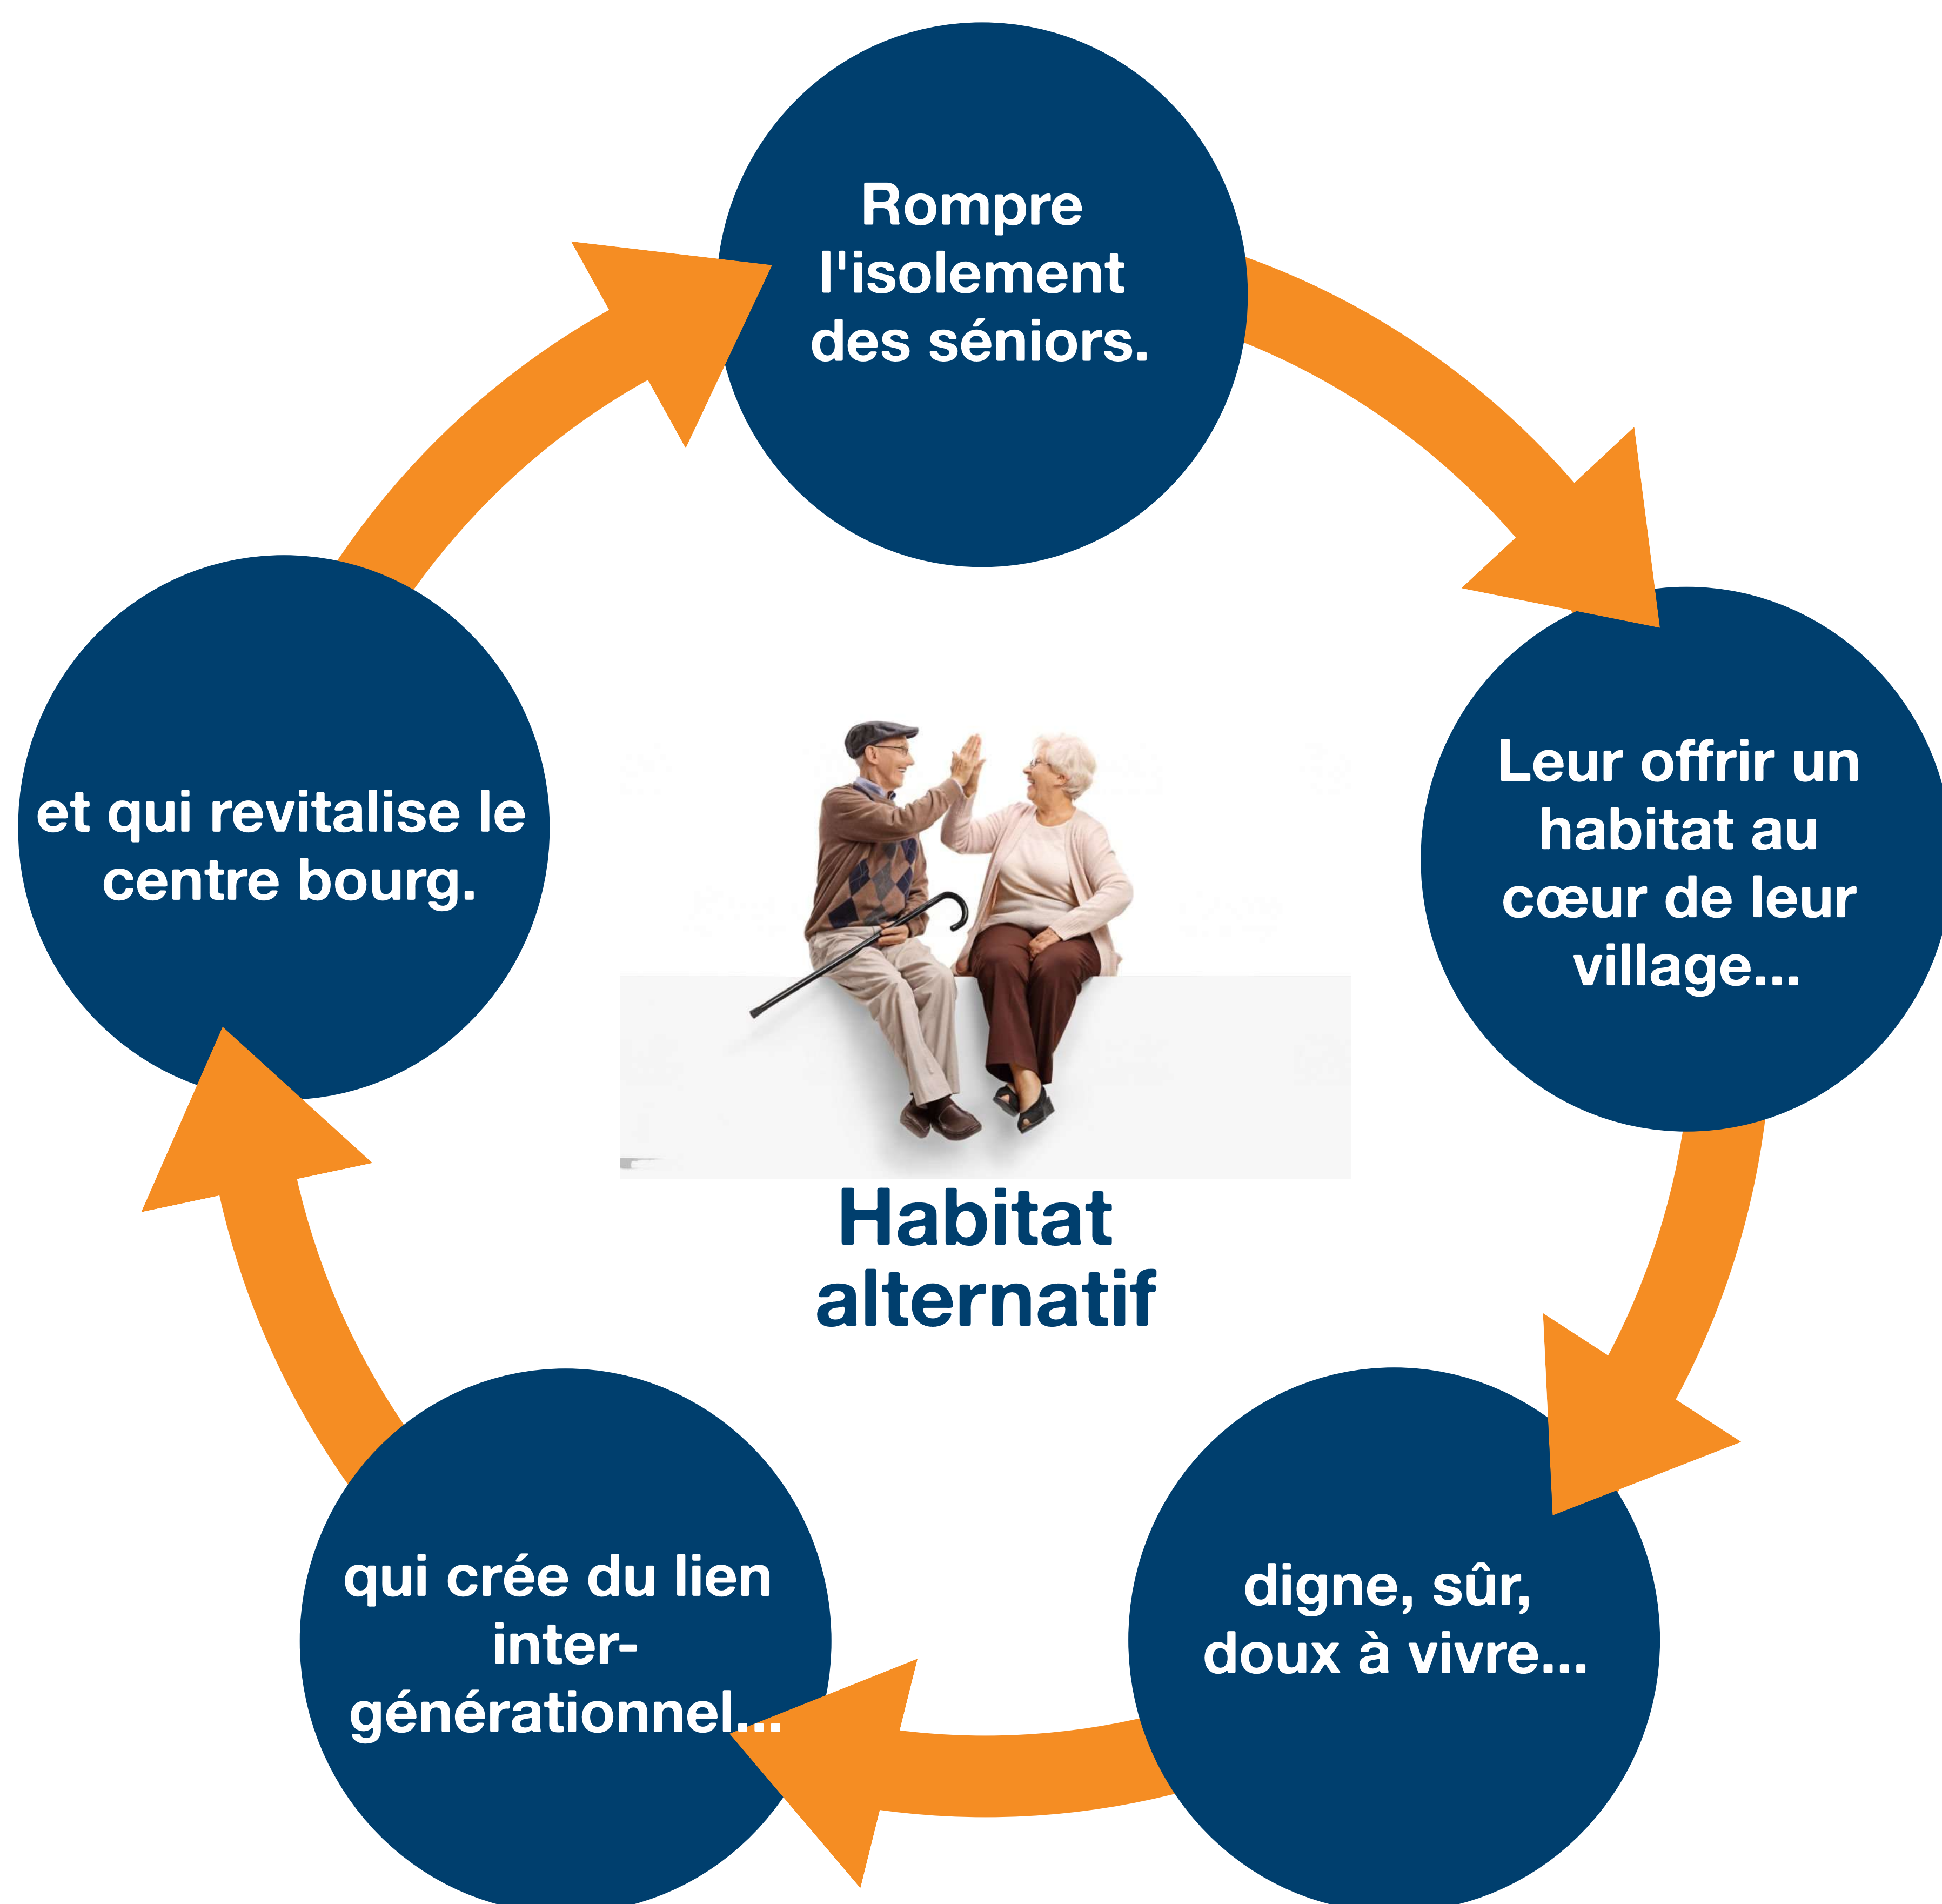 Rompre
l'isolement
des séniors.
Leur offrir un
habitat au
cœur de leur
village...
digne, sûr,
doux à vivre...
qui crée du lien
inter-
générationnel...
et qui revitalise le
centre bourg.
Habitat
alternatif